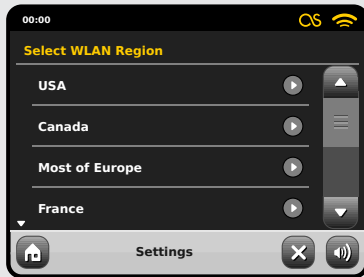 00:00
Select WLAN Region
USA
Canada
Most of Europe
France
Settings